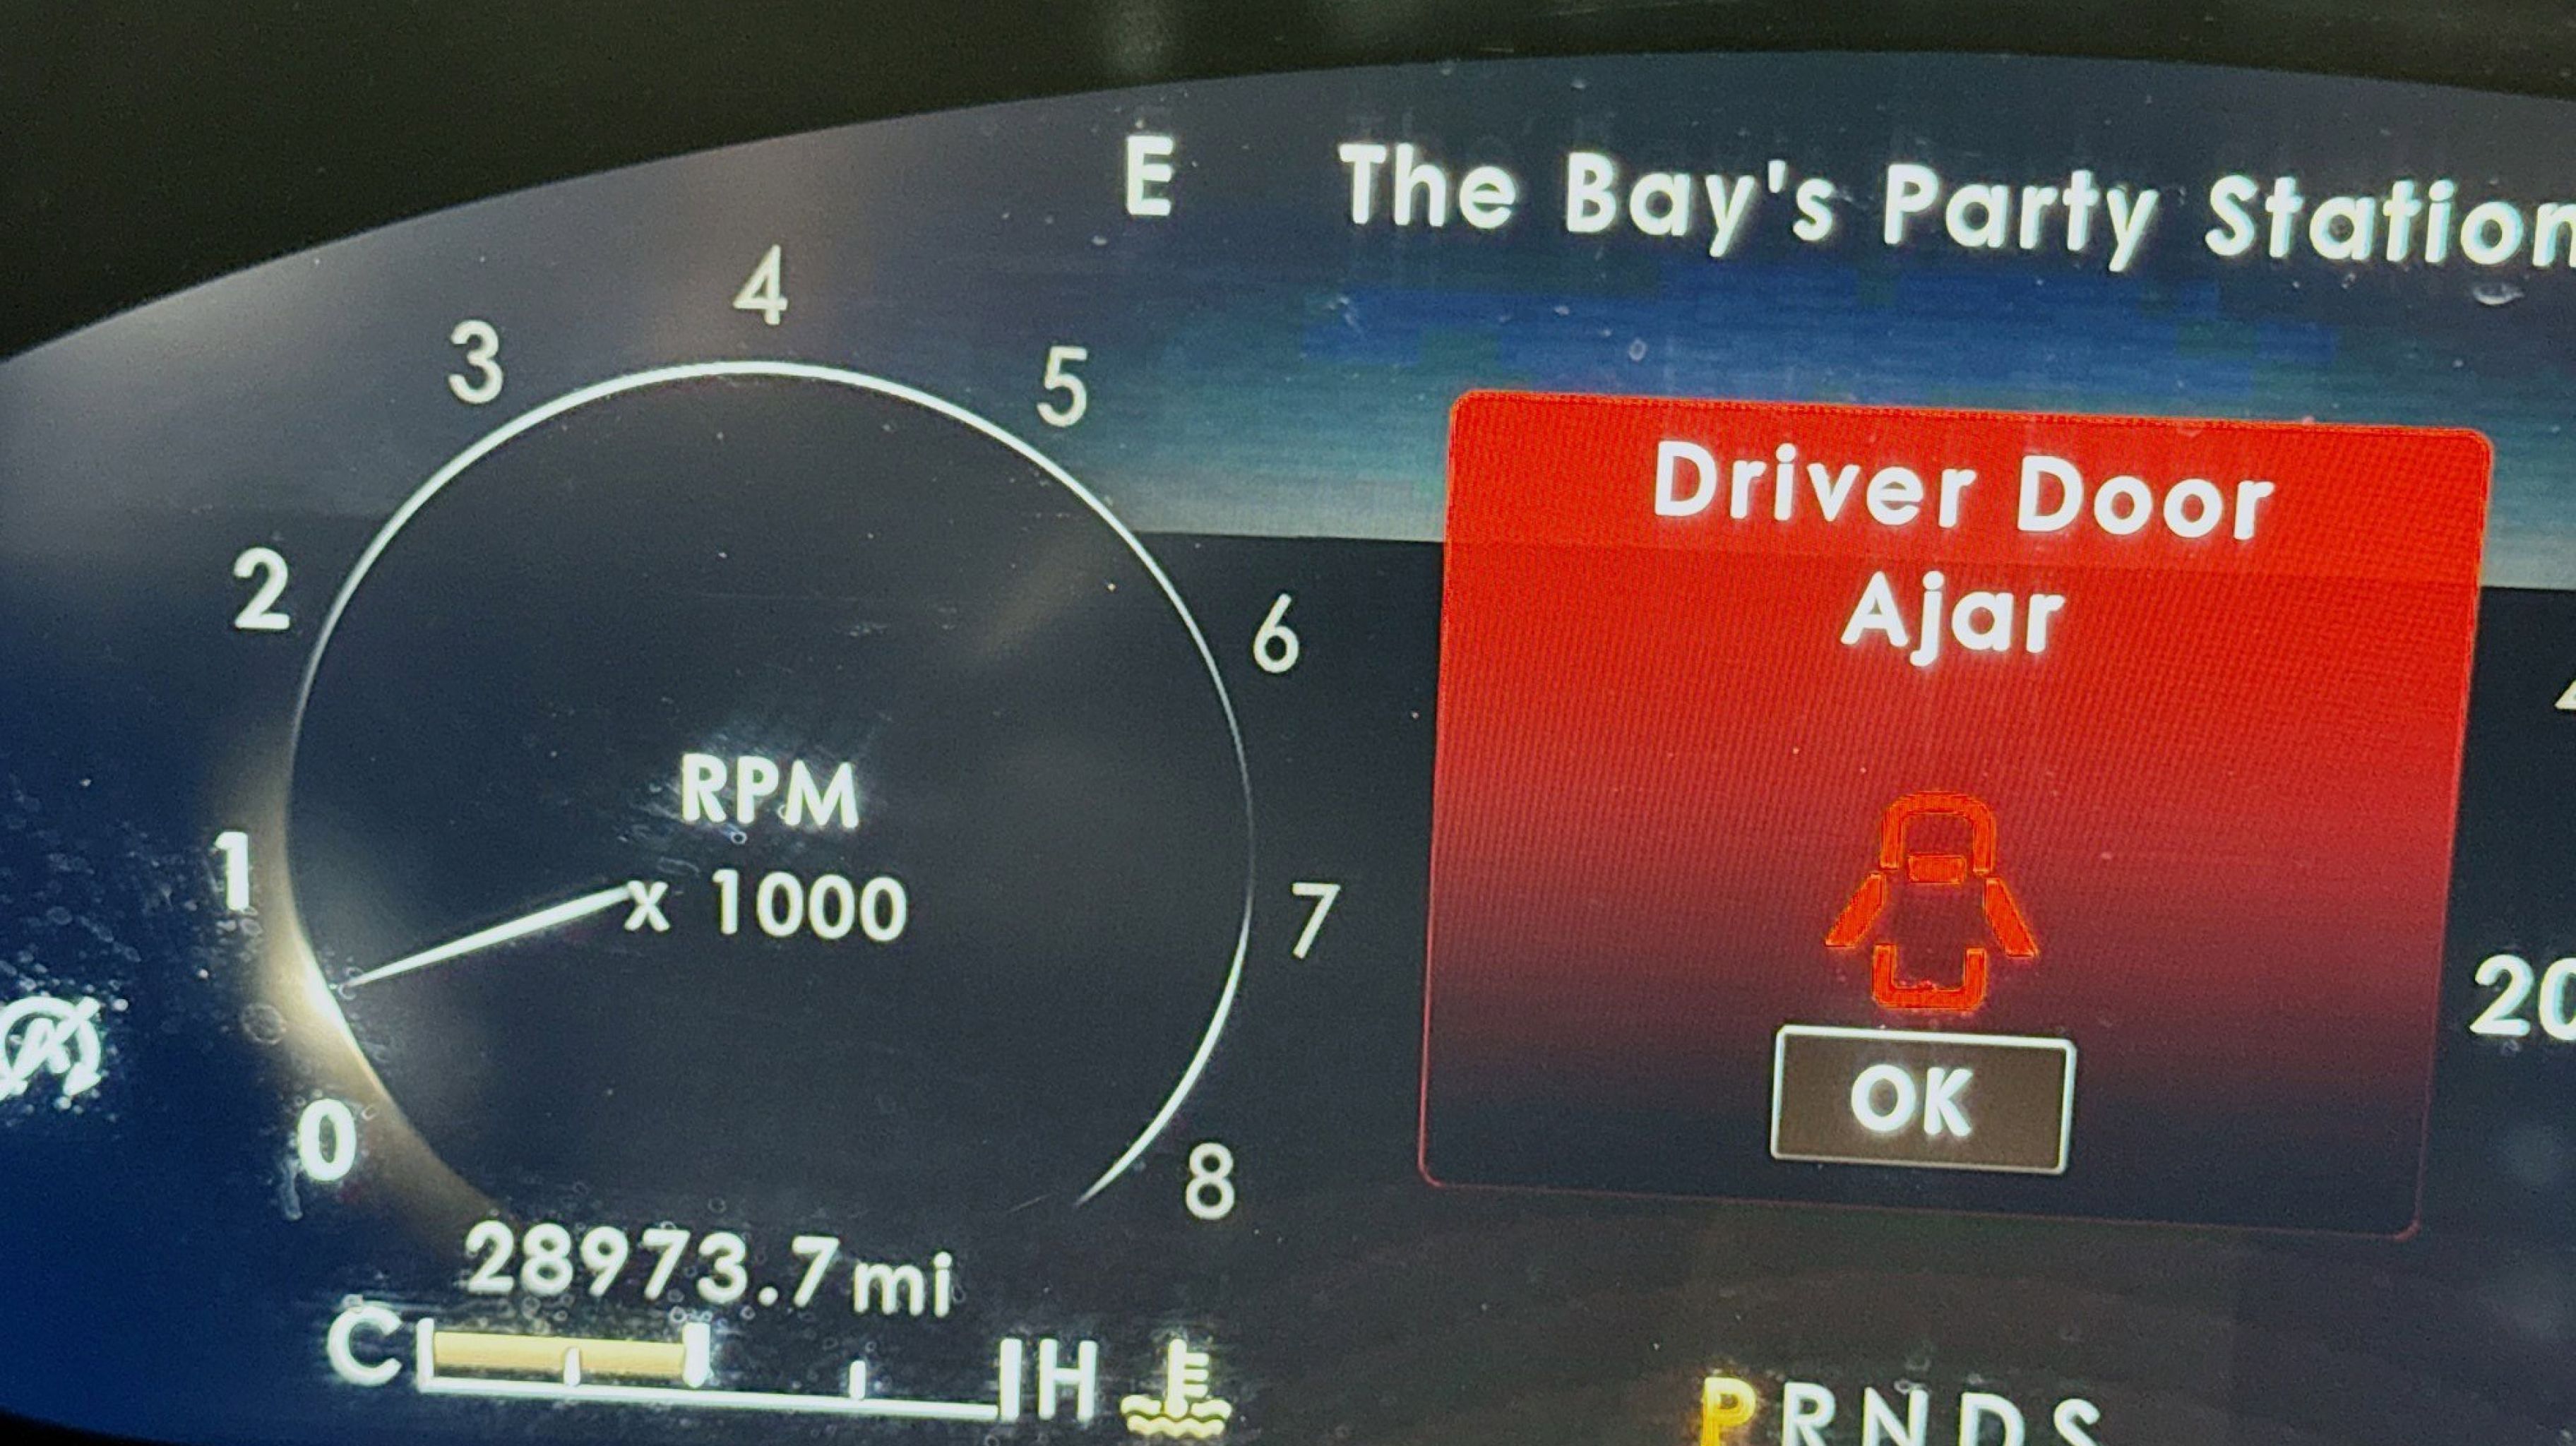 E
The Bay's Party Station
4
3
5
2
6
RPM
x 1000
1
7
0
8
Driver Door
Ajar
OK
20
28973.7 mi
C H
P R N D S